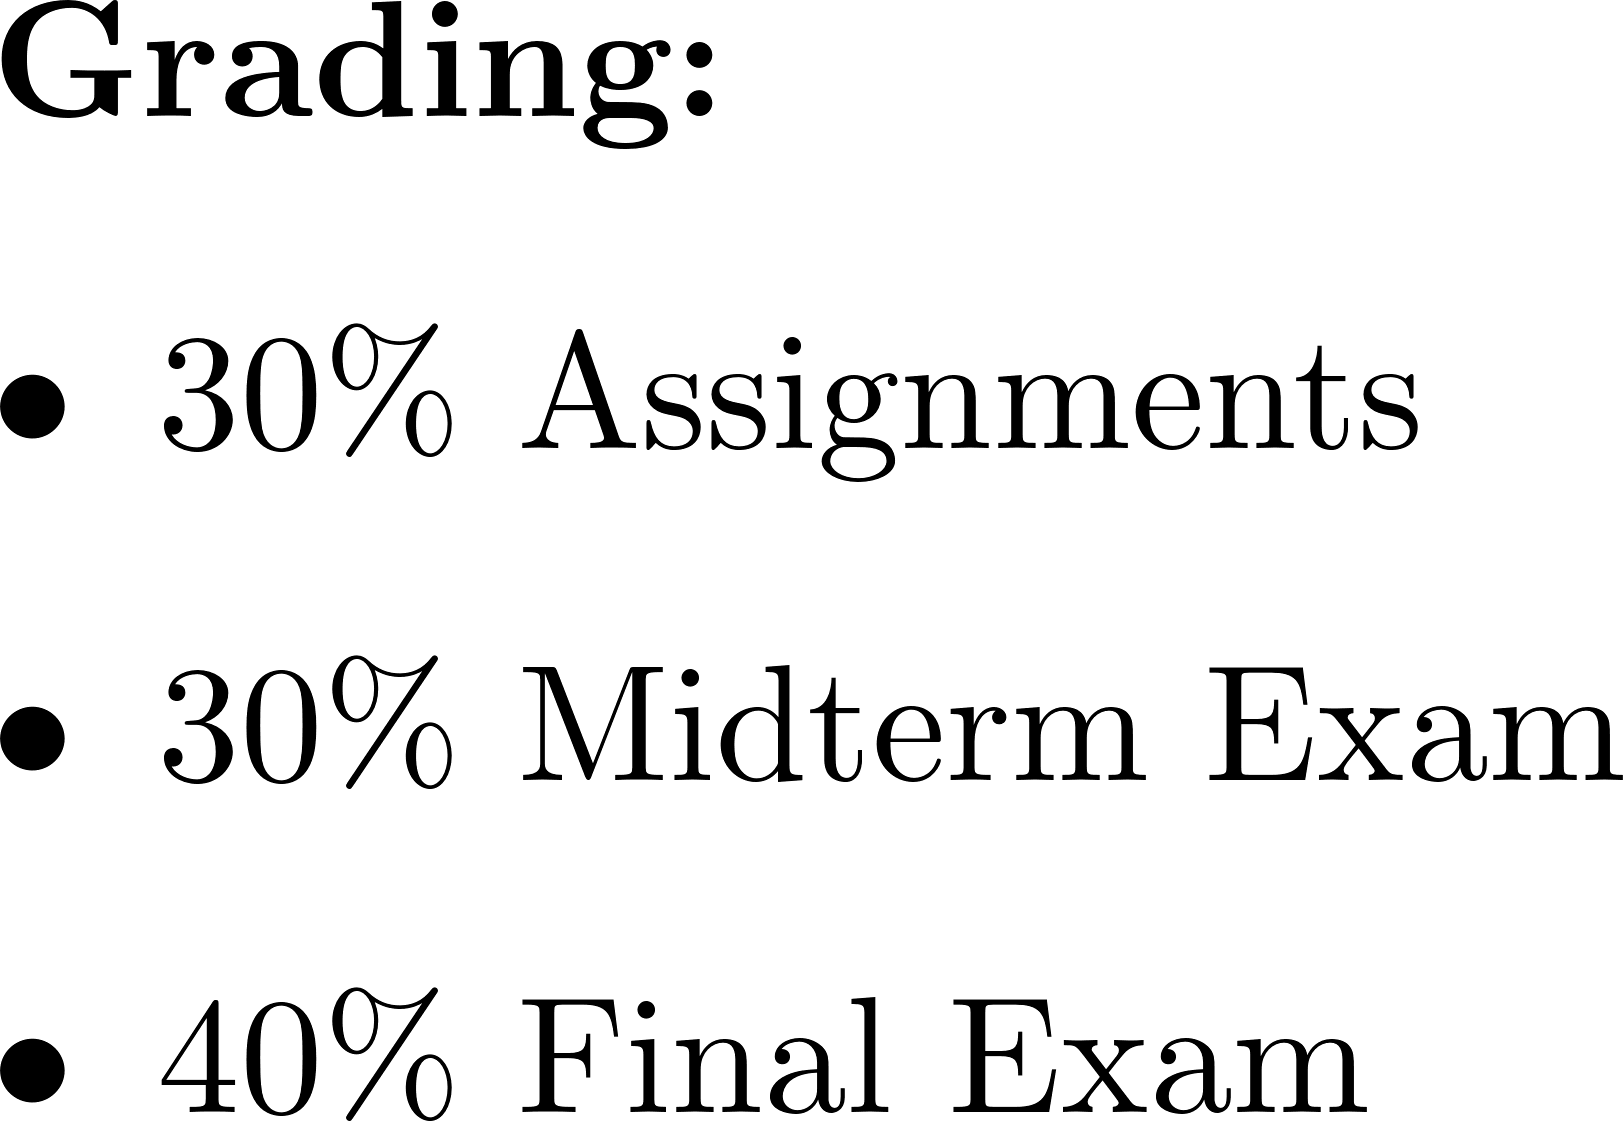 Grading:
• 30% Assignments
• 30% Midterm Exam
• 40% Final Exam